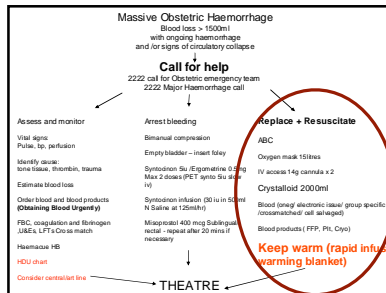 Massive Obstetric Haemorrhage
Blood loss > 1500ml
with ongoing haemorrhage
and /or signs of circulatory collapse
Call for help
2222 call for Obstetric emergency team
2222 Major Haemorrhage call
Assess and monitor
Vital signs:
Pulse, bp, perfusion
Identify cause:
tone tissue, thrombin, trauma
Estimate blood loss
Order blood and blood products
(Obtaining Blood Urgently)
FBC, coagulation and fibrinogen
,U&Es, LFTs Cross match
Haemacue HB
HDU chart
Consider central/art line
Arrest bleeding
Bimanual compression
Empty bladder – insert foley
Syntocinon 5iu /Ergometrine 0.5mg
Max 2 doses (PET synto 5iu slow
iv)
Syntocinon infusion (30 iu in 500ml
N Saline at 125ml/hr)
Misoprostol 400 mcg Sublingual
rectal - repeat after 20 mins if
necessary
Replace + Resuscitate
ABC
Oxygen mask 15litres
IV access 14g cannula x 2
Crystalloid 2000ml
Blood (oneg/ electronic issue/ group specific
/crossmatched/ cell salvaged)
Blood products ( FFP, Plt, Cryo)
Keep warm (rapid infus
warming blanket)
THEATRE